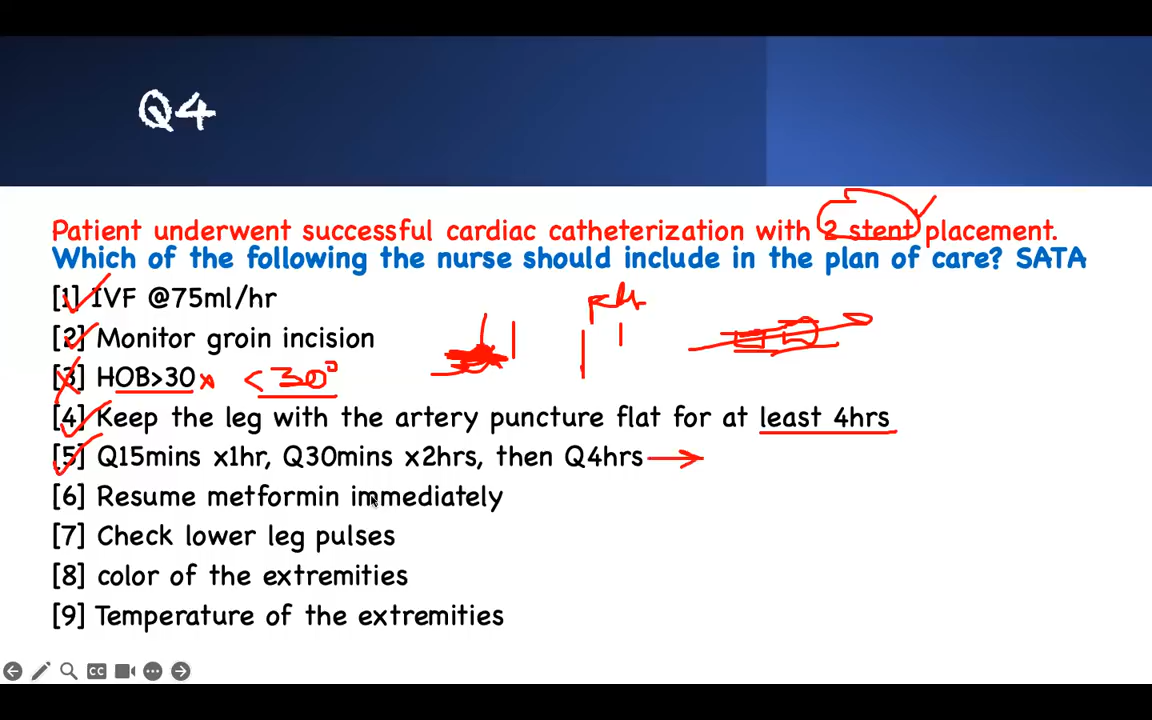 Q4
Patient underwent successful cardiac catheterization with 2 stent placement.
Which of the following the nurse should include in the plan of care? SATA
[1] IVF @75ml/hr
[2] Monitor groin incision
[3] HOB>30 x <30°
[4] Keep the leg with the artery puncture flat for at least 4hrs
[5] Q15mins x1hr, Q30mins x2hrs, then Q4hrs
[6] Resume metformin immediately
[7] Check lower leg pulses
[8] color of the extremities
[9] Temperature of the extremities
CC